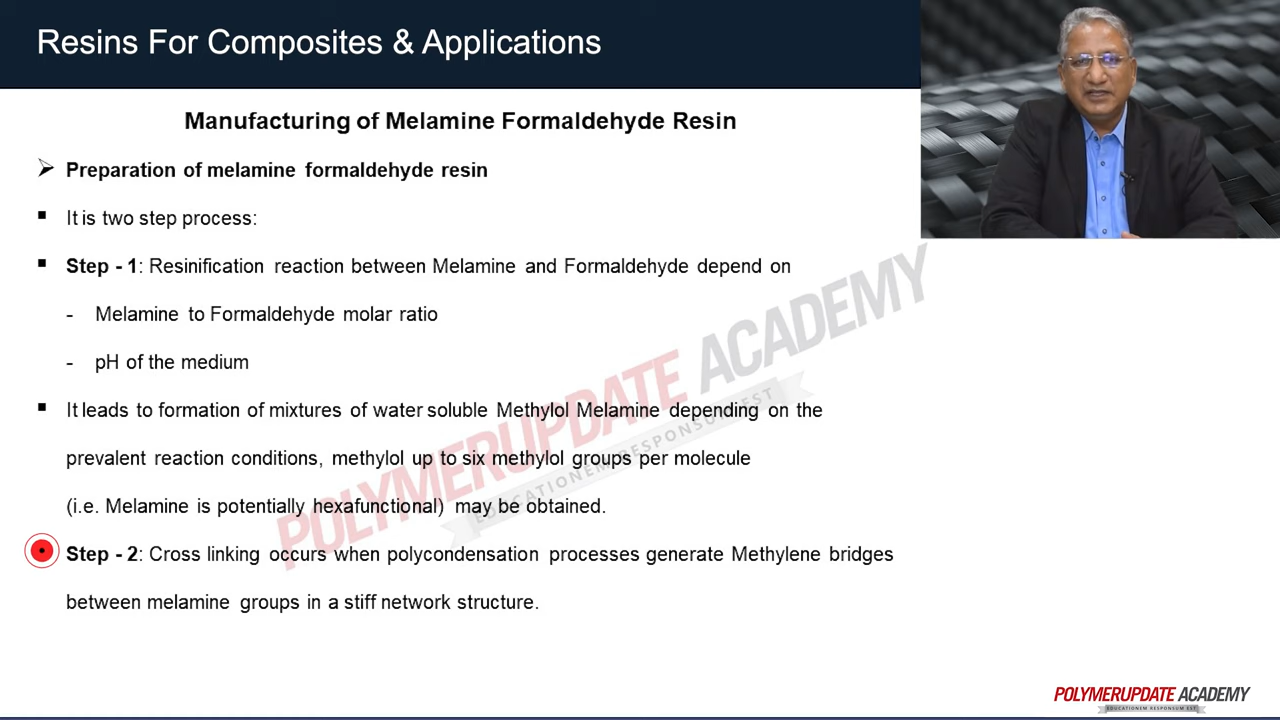 Resins For Composites & Applications
Manufacturing of Melamine Formaldehyde Resin
➢ Preparation of melamine formaldehyde resin
▪ It is two step process:
▪ Step - 1: Resinification reaction between Melamine and Formaldehyde depend on
- Melamine to Formaldehyde molar ratio
- pH of the medium
▪ It leads to formation of mixtures of water soluble Methylol Melamine depending on the
prevalent reaction conditions, methylol up to six methylol groups per molecule
(i.e. Melamine is potentially hexafunctional) may be obtained.
Step - 2: Cross linking occurs when polycondensation processes generate Methylene bridges
between melamine groups in a stiff network structure.
POLYMERUPDATE ACADEMY
EDUCATIONEM RESPONSUM EST
POLYMERUPDATE ACADEMY
EDUCATIONEM RESPONSUM EST